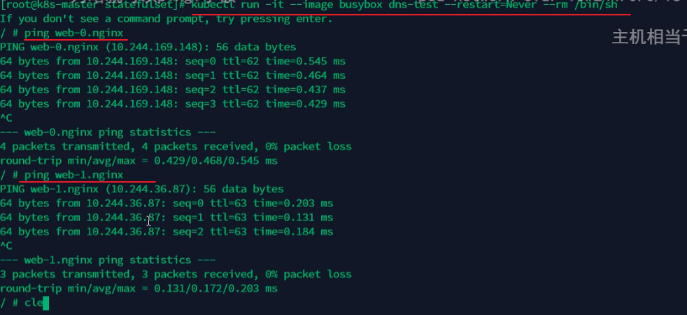 [root@k8s-master statefulset]# kubectl run -it --image busybox dns-test --restart=Never --rm /bin/sh
If you don't see a command prompt, try pressing enter.
/ # ping web-0.nginx
主机相当于
PING web-0.nginx (10.244.169.148): 56 data bytes
64 bytes from 10.244.169.148: seq=0 ttl=62 time=0.545 ms
64 bytes from 10.244.169.148: seq=1 ttl=62 time=0.464 ms
64 bytes from 10.244.169.148: seq=2 ttl=62 time=0.437 ms
64 bytes from 10.244.169.148: seq=3 ttl=62 time=0.429 ms
^C
--- web-0.nginx ping statistics ---
4 packets transmitted, 4 packets received, 0% packet loss
round-trip min/avg/max = 0.429/0.468/0.545 ms
/ # ping web-1.nginx
PING web-1.nginx (10.244.36.87): 56 data bytes
64 bytes from 10.244.36.87: seq=0 ttl=63 time=0.203 ms
64 bytes from 10.244.36.87: seq=1 ttl=63 time=0.131 ms
64 bytes from 10.244.36.87: seq=2 ttl=63 time=0.184 ms
^C
--- web-1.nginx ping statistics ---
3 packets transmitted, 3 packets received, 0% packet loss
round-trip min/avg/max = 0.131/0.172/0.203 ms
/ # cle